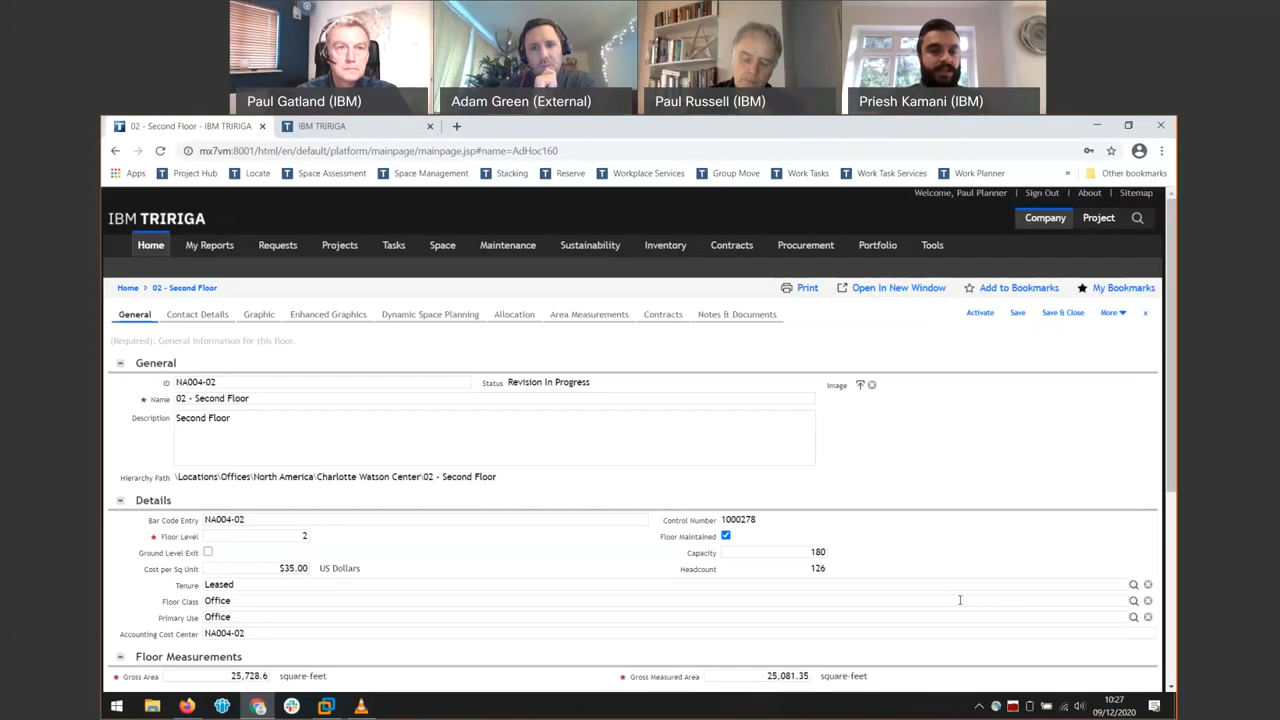 Paul Gatland (IBM)
Adam Green (External)
Paul Russell (IBM)
Priesh Kamani (IBM)
02 - Second Floor - IBM TRIRIGA
IBM TRIRIGA
mx7vm:8001/html/en/default/platform/mainpage/mainpage.jsp#name=AdHoc160
Apps Project Hub Locate Space Assessment Space Management Stacking Reserve Workplace Services Group Move Work Tasks Work Task Services Work Planner » Other bookmarks
Welcome, Paul Planner Sign Out About Sitemap
IBM TRIRIGA Company Project
Home My Reports Requests Projects Tasks Space Maintenance Sustainability Inventory Contracts Procurement Portfolio Tools
Home > 02 - Second Floor Print Open In New Window Add to Bookmarks My Bookmarks
General Contact Details Graphic Enhanced Graphics Dynamic Space Planning Allocation Area Measurements Contracts Notes & Documents Activate Save Save & Close More x
(Required): General Information for this floor.
General
ID NA004-02 Status Revision In Progress Image
* Name 02 - Second Floor
Description Second Floor
Hierarchy Path \Locations\Offices\North America\Charlotte Watson Center\02 - Second Floor
Details
Bar Code Entry NA004-02 Control Number 1000278
* Floor Level 2 Floor Maintained
Ground Level Exit Capacity 180
Cost per Sq Unit $35.00 US Dollars Headcount 126
Tenure Leased
Floor Class Office
Primary Use Office
Accounting Cost Center NA004-02
Floor Measurements
* Gross Area 25,728.6 square-feet * Gross Measured Area 25,081.35 square-feet
10:27
09/12/2020